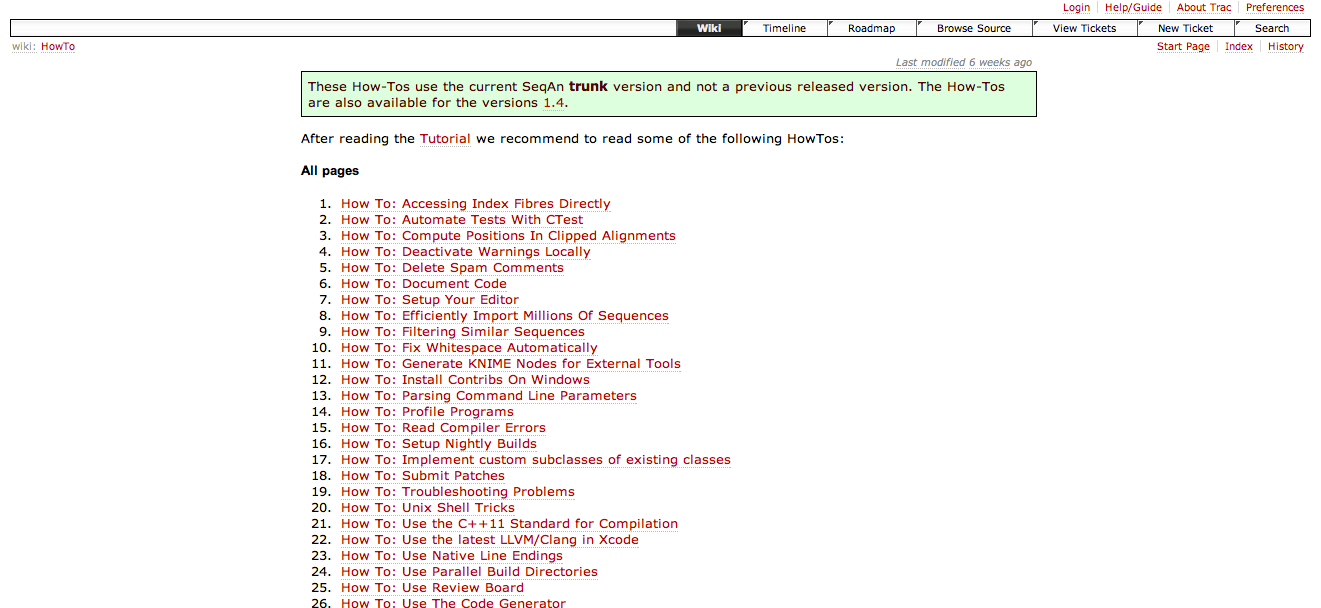 Login Help/Guide About Trac Preferences
Wiki Timeline Roadmap Browse Source View Tickets New Ticket Search
wiki: HowTo Start Page Index History
Last modified 6 weeks ago
These How-Tos use the current SeqAn trunk version and not a previous released version. The How-Tos
are also available for the versions 1.4.
After reading the Tutorial we recommend to read some of the following HowTos:
All pages
1. How To: Accessing Index Fibres Directly
2. How To: Automate Tests With CTest
3. How To: Compute Positions In Clipped Alignments
4. How To: Deactivate Warnings Locally
5. How To: Delete Spam Comments
6. How To: Document Code
7. How To: Setup Your Editor
8. How To: Efficiently Import Millions Of Sequences
9. How To: Filtering Similar Sequences
10. How To: Fix Whitespace Automatically
11. How To: Generate KNIME Nodes for External Tools
12. How To: Install Contribs On Windows
13. How To: Parsing Command Line Parameters
14. How To: Profile Programs
15. How To: Read Compiler Errors
16. How To: Setup Nightly Builds
17. How To: Implement custom subclasses of existing classes
18. How To: Submit Patches
19. How To: Troubleshooting Problems
20. How To: Unix Shell Tricks
21. How To: Use the C++11 Standard for Compilation
22. How To: Use the latest LLVM/Clang in Xcode
23. How To: Use Native Line Endings
24. How To: Use Parallel Build Directories
25. How To: Use Review Board
26. How To: Use The Code Generator